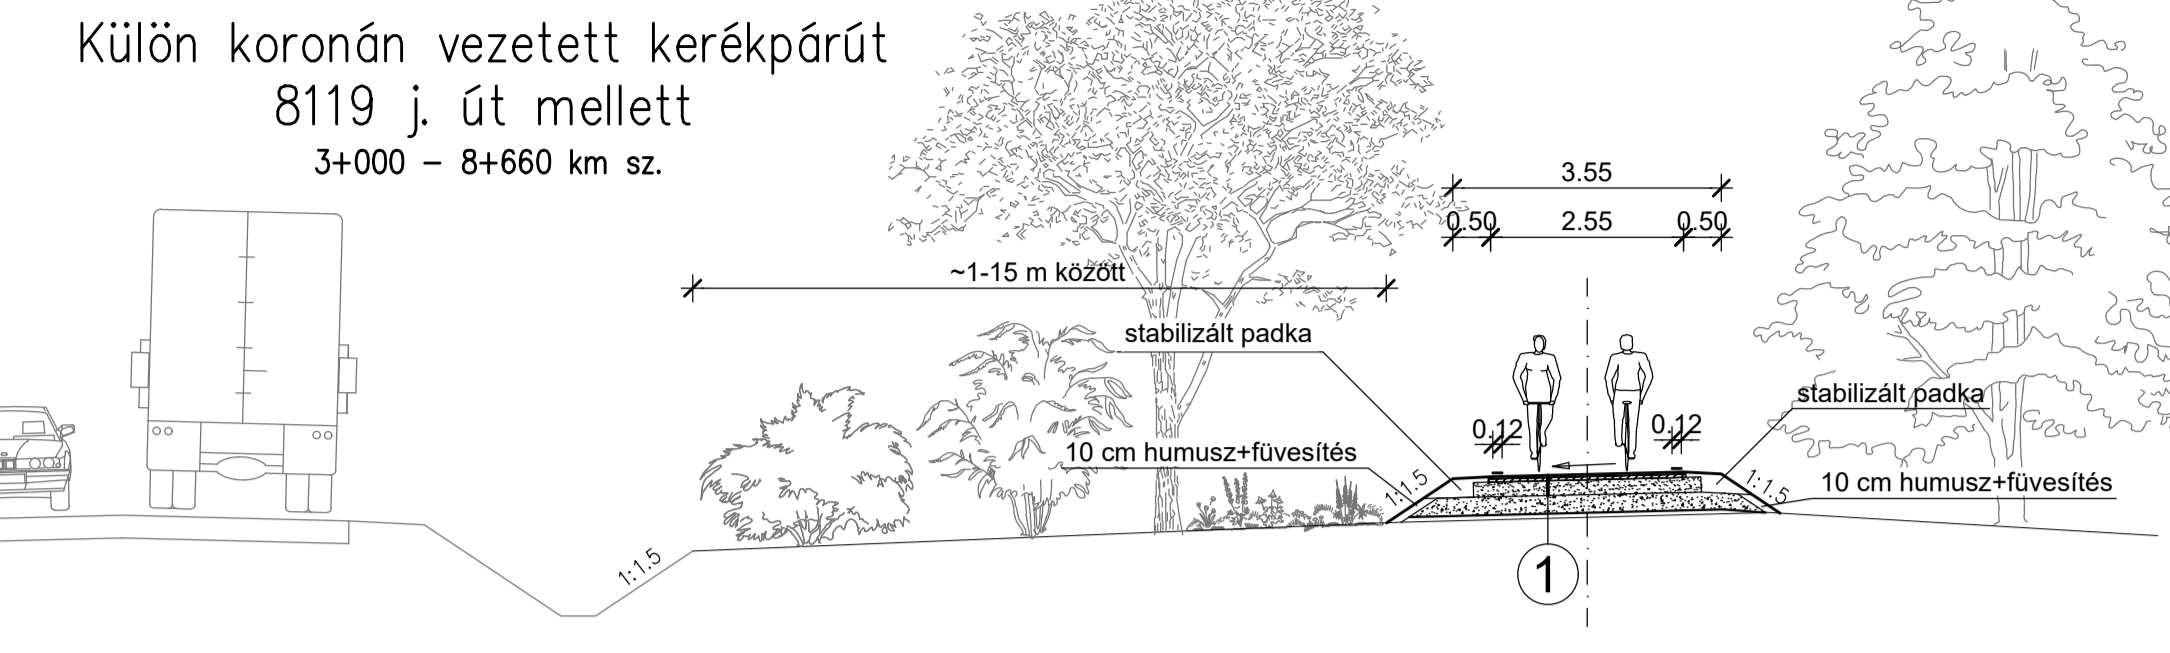 Külön koronán vezetett kerékpárút
8119 j. út mellett
3+000 - 8+660 km sz.
3.55
0.50 2.55 0.50
~1-15 m között
stabilizált padka
stabilizált padka
0.12 0.12
10 cm humusz+füvesítés
1:1.5
1:1.5
10 cm humusz+füvesítés
1:1.5
1